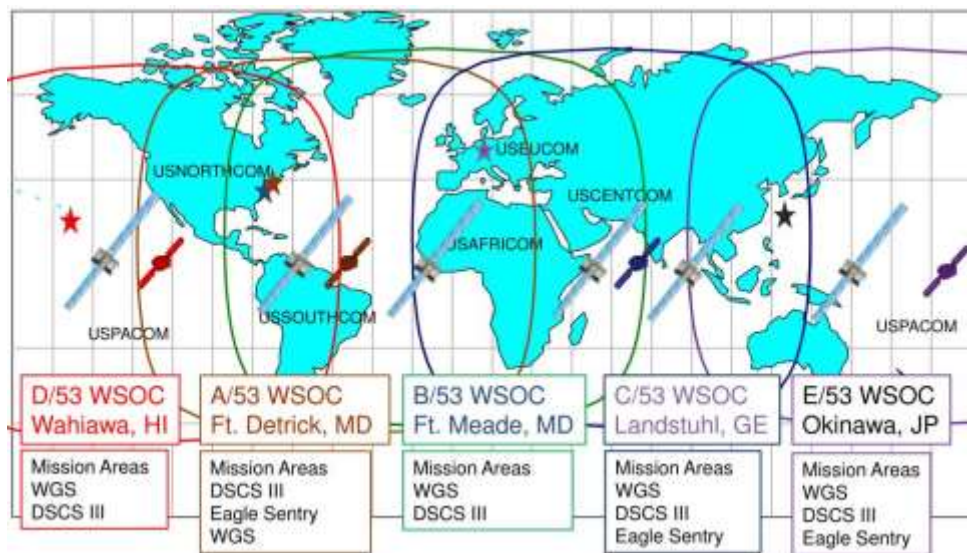 USNORTHCOM
USEUCOM
USCENTCOM
USAFRICOM
USPACOM
USSOUTHCOM
USPACOM
D/53 WSOC
Wahiawa, HI
Mission Areas
WGS
DSCS III
A/53 WSOC
Ft. Detrick, MD
Mission Areas
DSCS III
Eagle Sentry
WGS
B/53 WSOC
Ft. Meade, MD
Mission Areas
WGS
DSCS III
C/53 WSOC
Landstuhl, GE
Mission Areas
WGS
DSCS III
Eagle Sentry
E/53 WSOC
Okinawa, JP
Mission Areas
WGS
DSCS III
Eagle Sentry